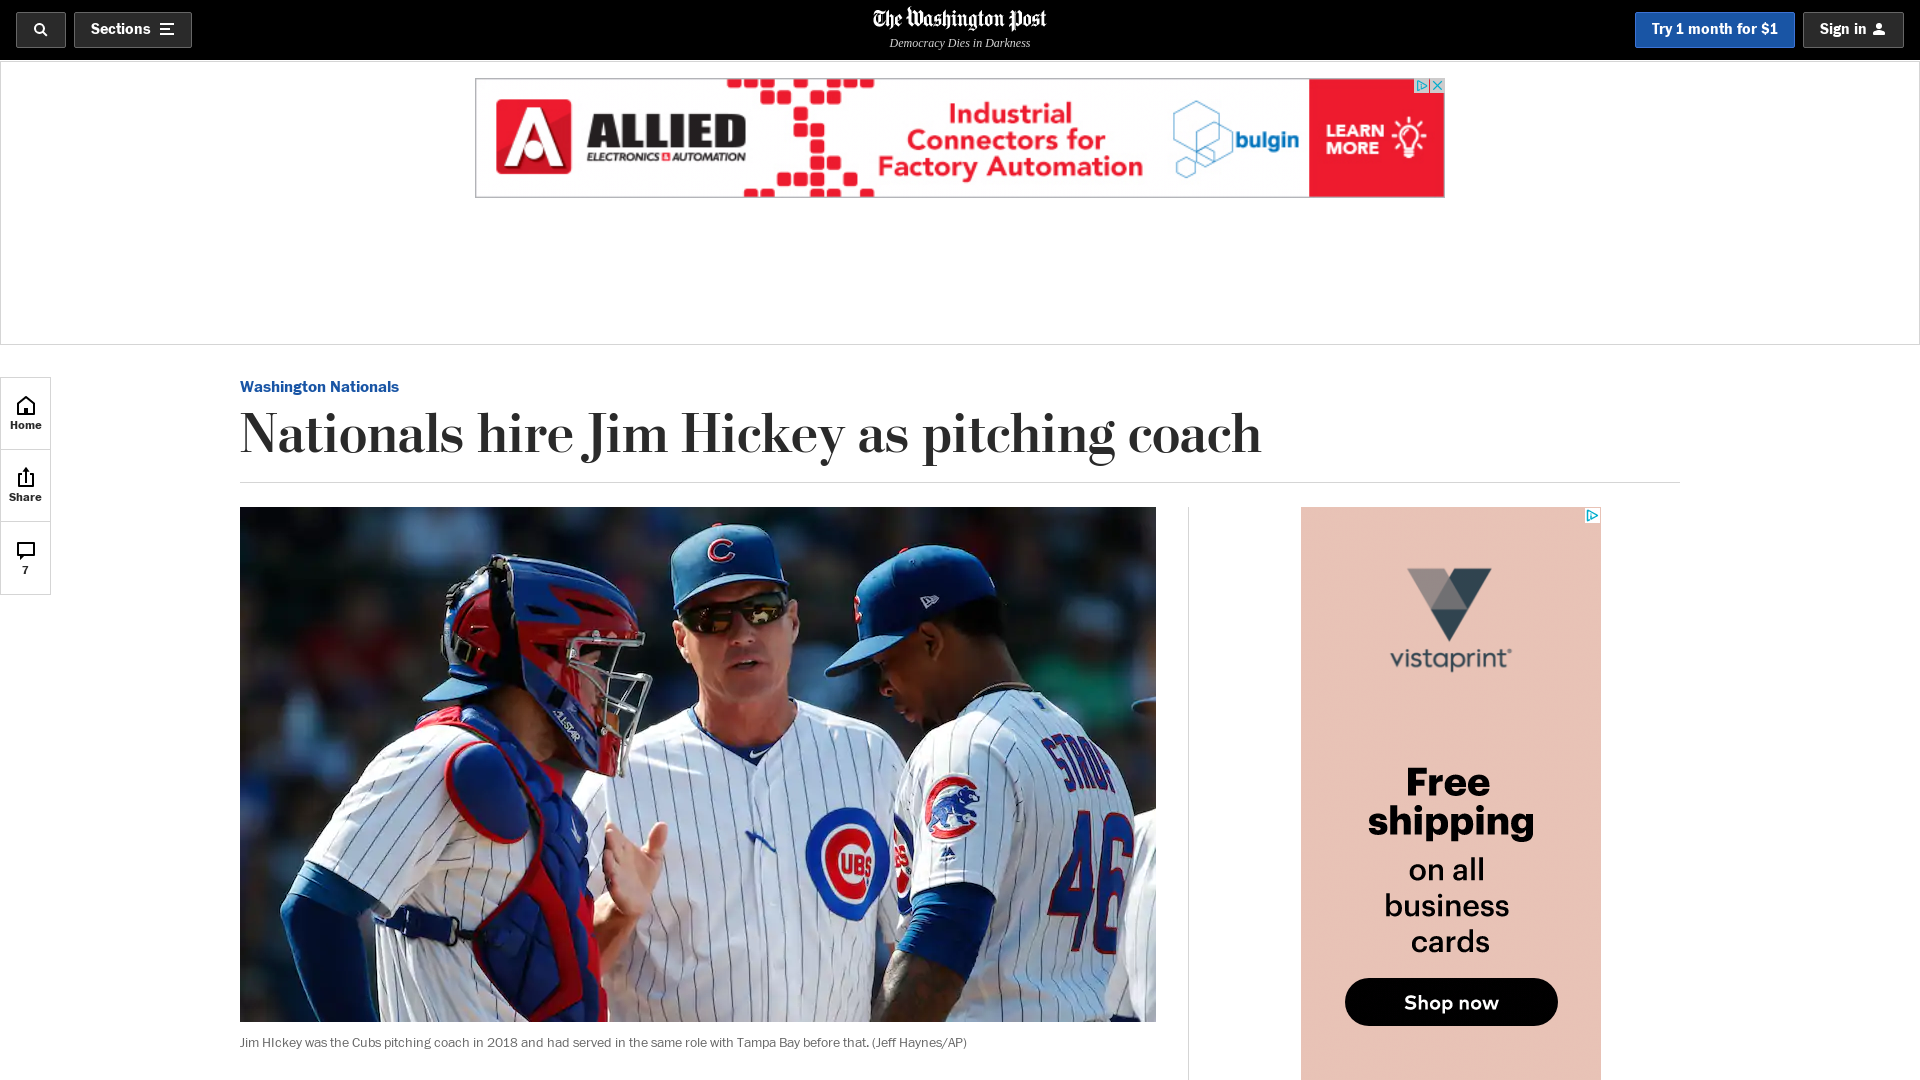 Sections
The Washington Post
Democracy Dies in Darkness
Try 1 month for $1
Sign in
ALLIED
ELECTRONICS & AUTOMATION
Industrial
Connectors for
Factory Automation
bulgin
LEARN
MORE
Home
Share
7
Washington Nationals
Nationals hire Jim Hickey as pitching coach
C
ALL-STAR
UBS
STROP
46
Jim HIckey was the Cubs pitching coach in 2018 and had served in the same role with Tampa Bay before that. (Jeff Haynes/AP)
vistaprint®
Free
shipping
on all
business
cards
Shop now